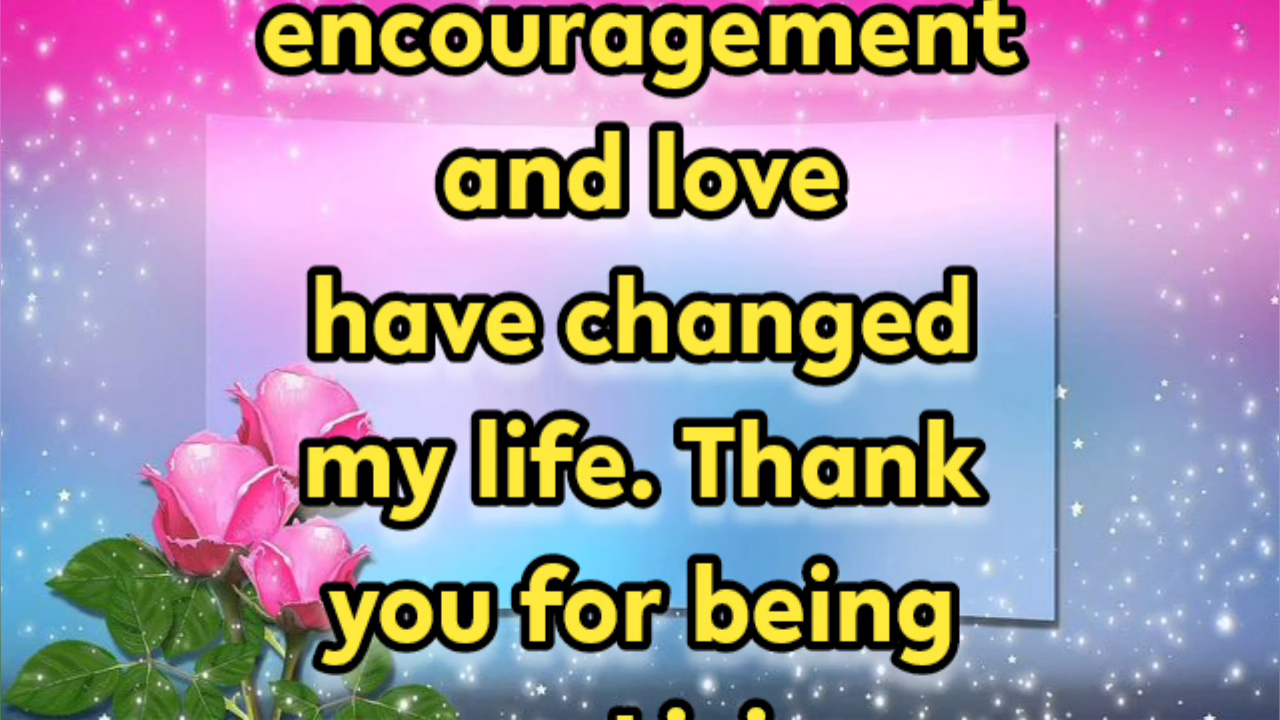 encouragement
and love
have changed
my life. Thank
you for being